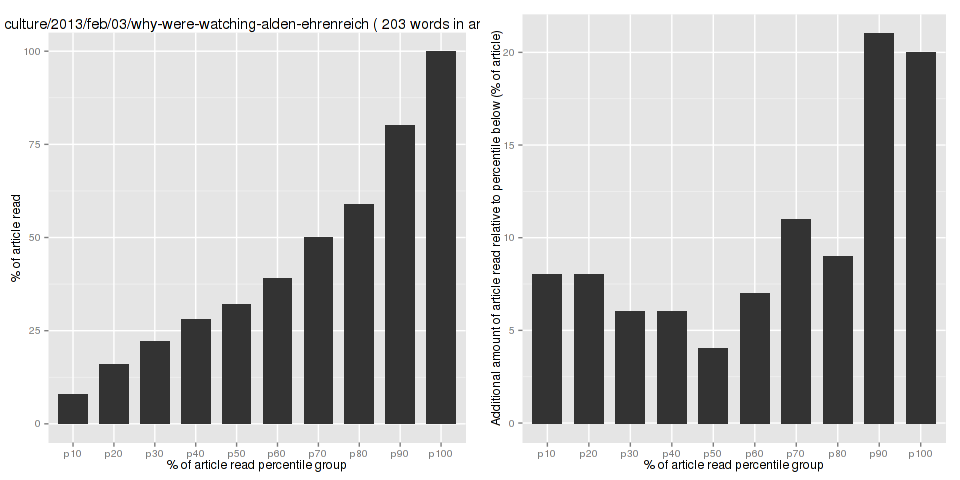 culture/2013/feb/03/why-were-watching-alden-ehrenreich ( 203 words in ar
% of article read
100
75
50
25
0
p10 p20 p30 p40 p50 p60 p70 p80 p90 p100
% of article read percentile group
Additional amount of article read relative to percentile below (% of article)
20
15
10
5
0
p10 p20 p30 p40 p50 p60 p70 p80 p90 p100
% of article read percentile group